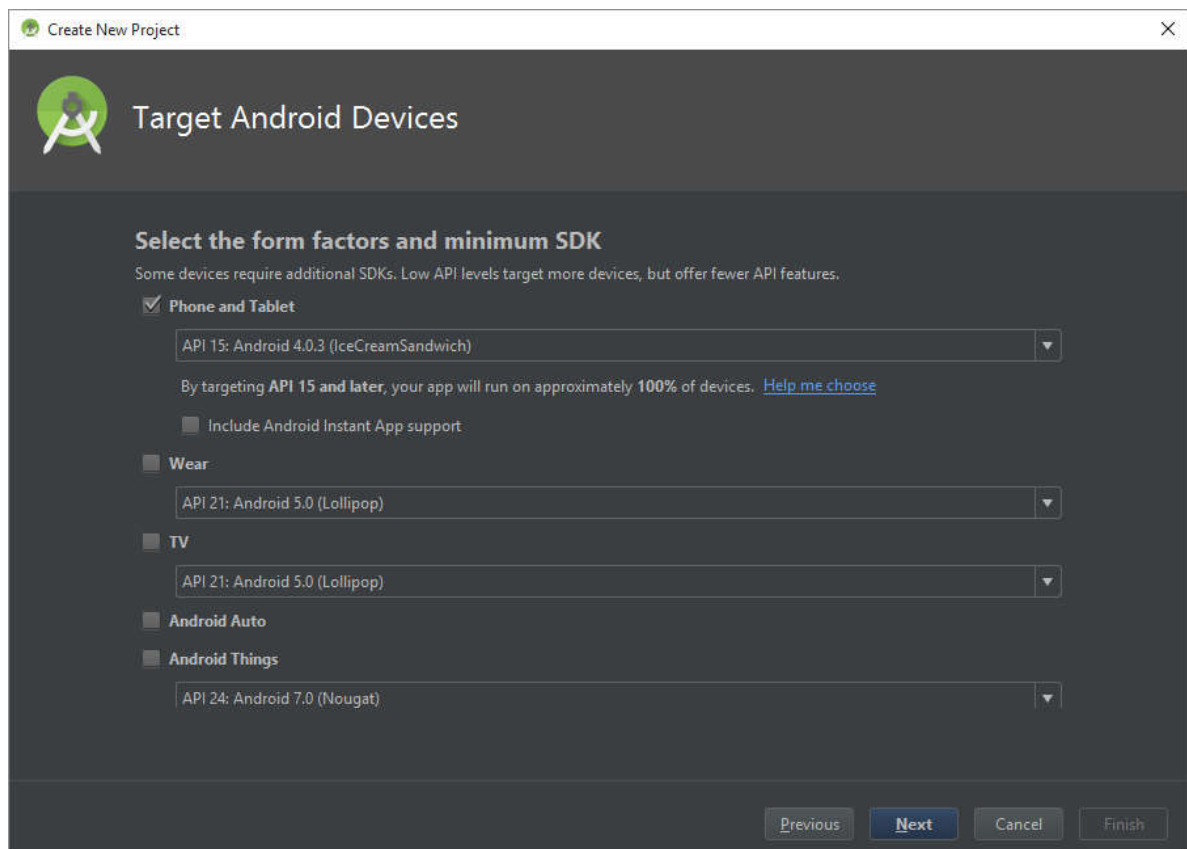 Create New Project
Target Android Devices
Select the form factors and minimum SDK
Some devices require additional SDKs. Low API levels target more devices, but offer fewer API features.
Phone and Tablet
API 15: Android 4.0.3 (IceCreamSandwich)
By targeting API 15 and later, your app will run on approximately 100% of devices. Help me choose
Include Android Instant App support
Wear
API 21: Android 5.0 (Lollipop)
TV
API 21: Android 5.0 (Lollipop)
Android Auto
Android Things
API 24: Android 7.0 (Nougat)
Previous Next Cancel Finish